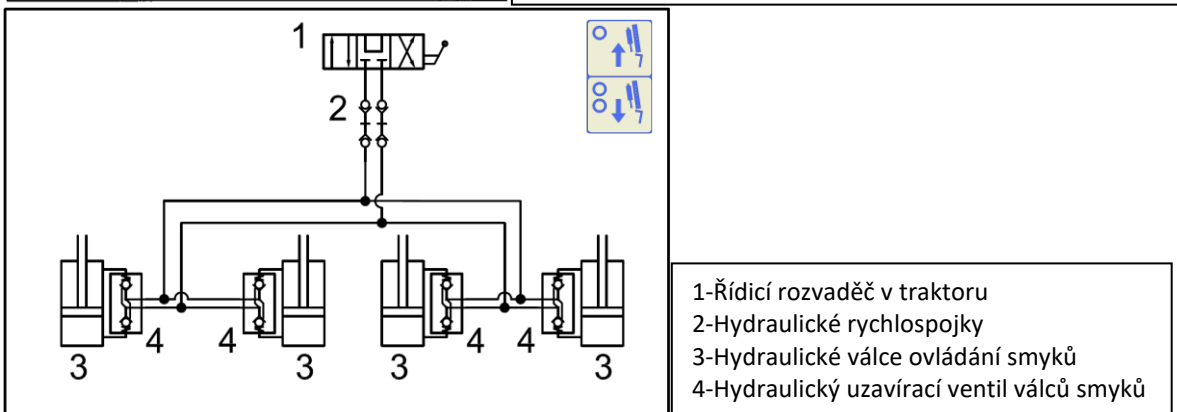 1
2
3
4
4
3
3
4
4
3
1-Řídicí rozvaděč v traktoru
2-Hydraulické rychlospojky
3-Hydraulické válce ovládání smyků
4-Hydraulický uzavírací ventil válců smyků